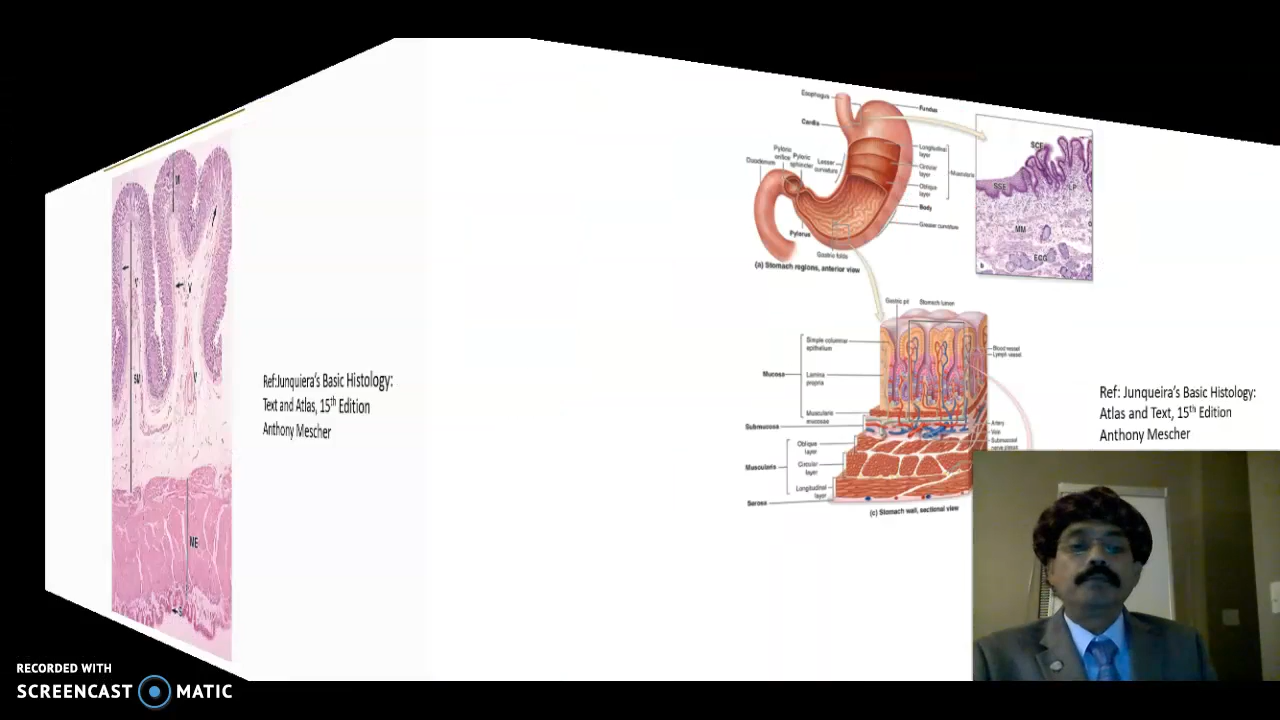 M
V
SM
V
ME
S
Ref:Junquiera's Basic Histology:
Text and Atlas, 15th Edition
Anthony Mescher
Esophagus
Fundus
Cardia
Pyloric
orifice
Pyloric
sphincter
Lesser
curvature
Duodenum
Longitudinal
layer
Circular
layer
Muscularis
Oblique
layer
Body
Greater curvature
Pylorus
Gastric folds
(a) Stomach regions, anterior view
SCE
SSE
LP
MM
ECG
b
Gastric pit
Stomach lumen
Simple columnar
epithelium
Mucosa
Lamina
propria
Muscularis
mucosae
Submucosa
Oblique
layer
Muscularis
Circular
layer
Longitudinal
layer
Serosa
Blood vessel
Lymph vessel
Artery
Vein
Submucosal
nerve plexus
(c) Stomach wall, sectional view
Ref: Junqueira's Basic Histology:
Atlas and Text, 15th Edition
Anthony Mescher
RECORDED WITH
SCREENCAST MATIC